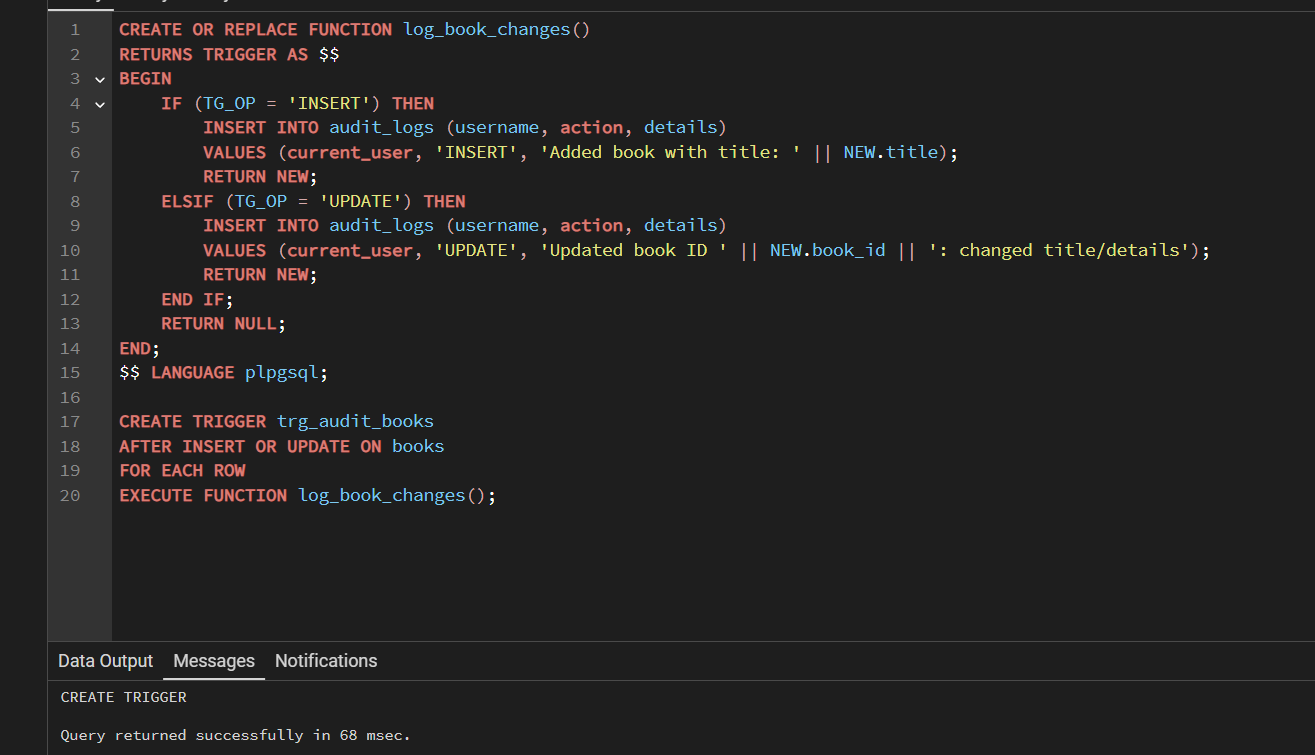 1 CREATE OR REPLACE FUNCTION log_book_changes()
2 RETURNS TRIGGER AS $$
3 BEGIN
4 IF (TG_OP = 'INSERT') THEN
5 INSERT INTO audit_logs (username, action, details)
6 VALUES (current_user, 'INSERT', 'Added book with title: ' || NEW.title);
7 RETURN NEW;
8 ELSIF (TG_OP = 'UPDATE') THEN
9 INSERT INTO audit_logs (username, action, details)
10 VALUES (current_user, 'UPDATE', 'Updated book ID ' || NEW.book_id || ': changed title/details');
11 RETURN NEW;
12 END IF;
13 RETURN NULL;
14 END;
15 $$ LANGUAGE plpgsql;
16
17 CREATE TRIGGER trg_audit_books
18 AFTER INSERT OR UPDATE ON books
19 FOR EACH ROW
20 EXECUTE FUNCTION log_book_changes();
Data Output Messages Notifications
CREATE TRIGGER
Query returned successfully in 68 msec.